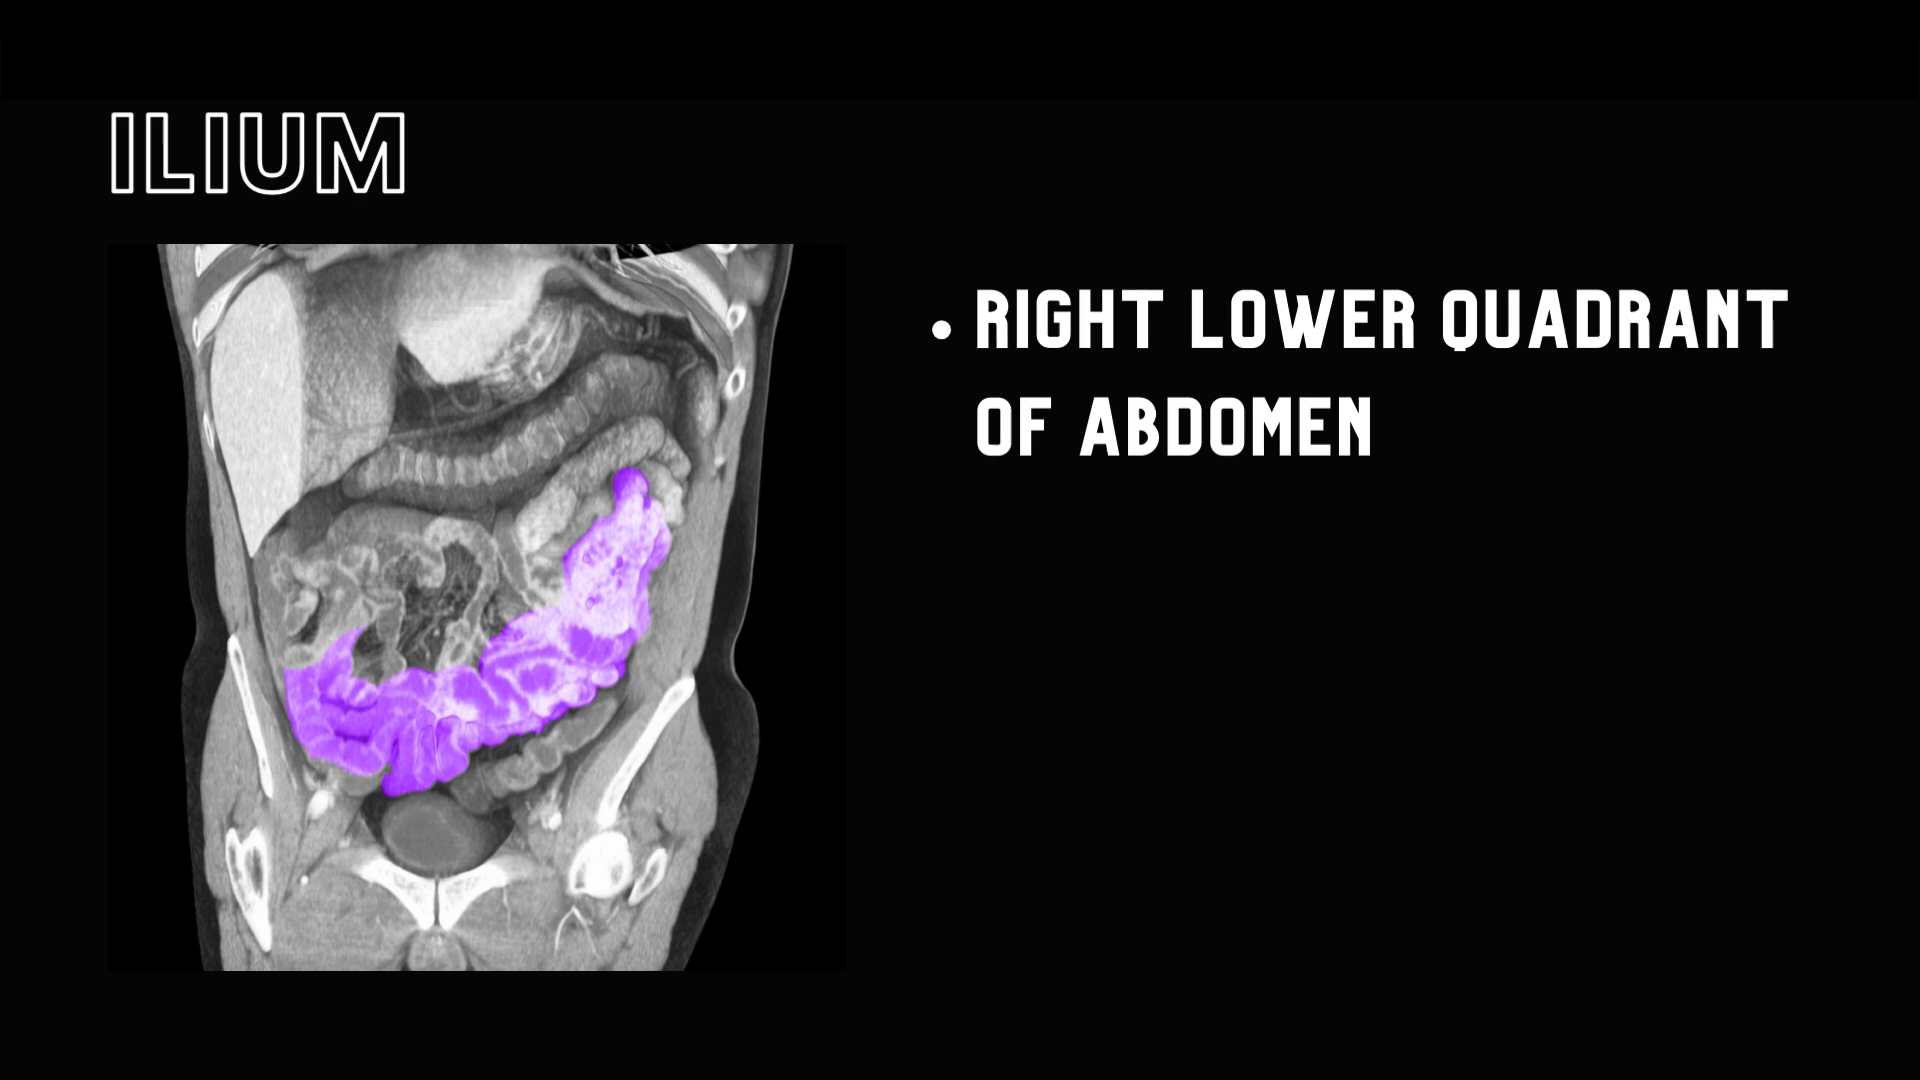 ILIUM
• RIGHT LOWER QUADRANT
OF ABDOMEN